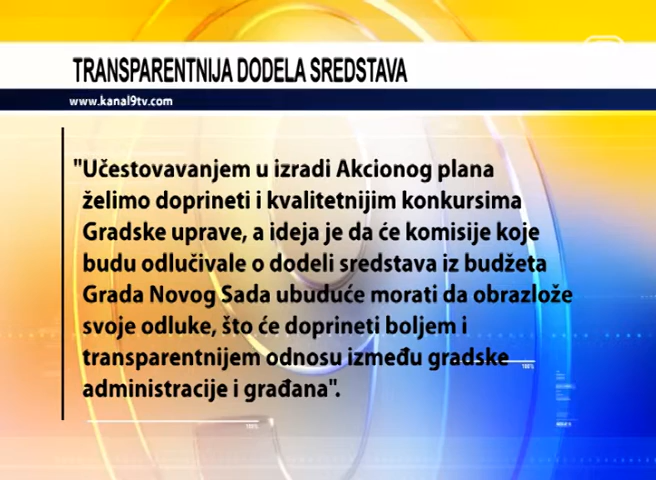 TRANSPARENTNIJA DODELA SREDSTAVA
www.kanal9tv.com
"Učestovavanjem u izradi Akcionog plana
želimo doprineti i kvalitetnijim konkursima
Gradske uprave, a ideja je da će komisije koje
budu odlučivale o dodeli sredstava iz budžeta
Grada Novog Sada ubuduće morati da obrazlože
svoje odluke, što će doprineti boljem i
transparentnijem odnosu između gradske
administracije i građana".
100%
100%